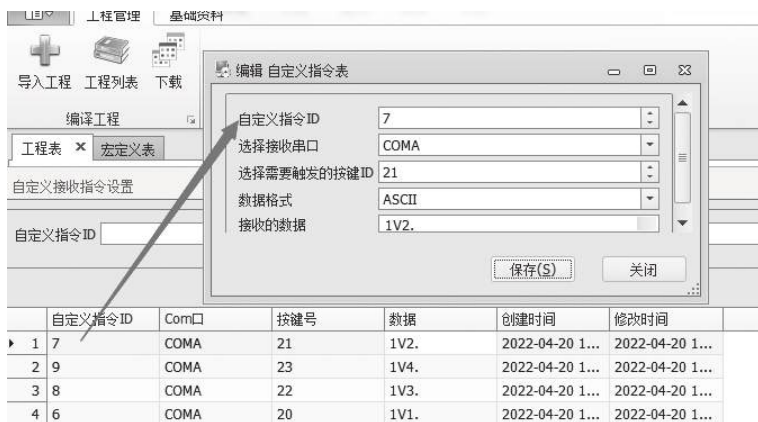 工程管理 基础资料
导入工程 工程列表 下载
编译工程
工程表 × 宏定义表
自定义接收指令设置
自定义指令ID
编辑 自定义指令表
自定义指令ID 7
选择接收串口 COMA
选择需要触发的按键ID 21
数据格式 ASCII
接收的数据 1V2.
保存(S) 关闭
自定义指令ID Com口 按键号 数据 创建时间 修改时间
1 7 COMA 21 1V2. 2022-04-20 1... 2022-04-20 1...
2 9 COMA 23 1V4. 2022-04-20 1... 2022-04-20 1...
3 8 COMA 22 1V3. 2022-04-20 1... 2022-04-20 1...
4 6 COMA 20 1V1. 2022-04-20 1... 2022-04-20 1...